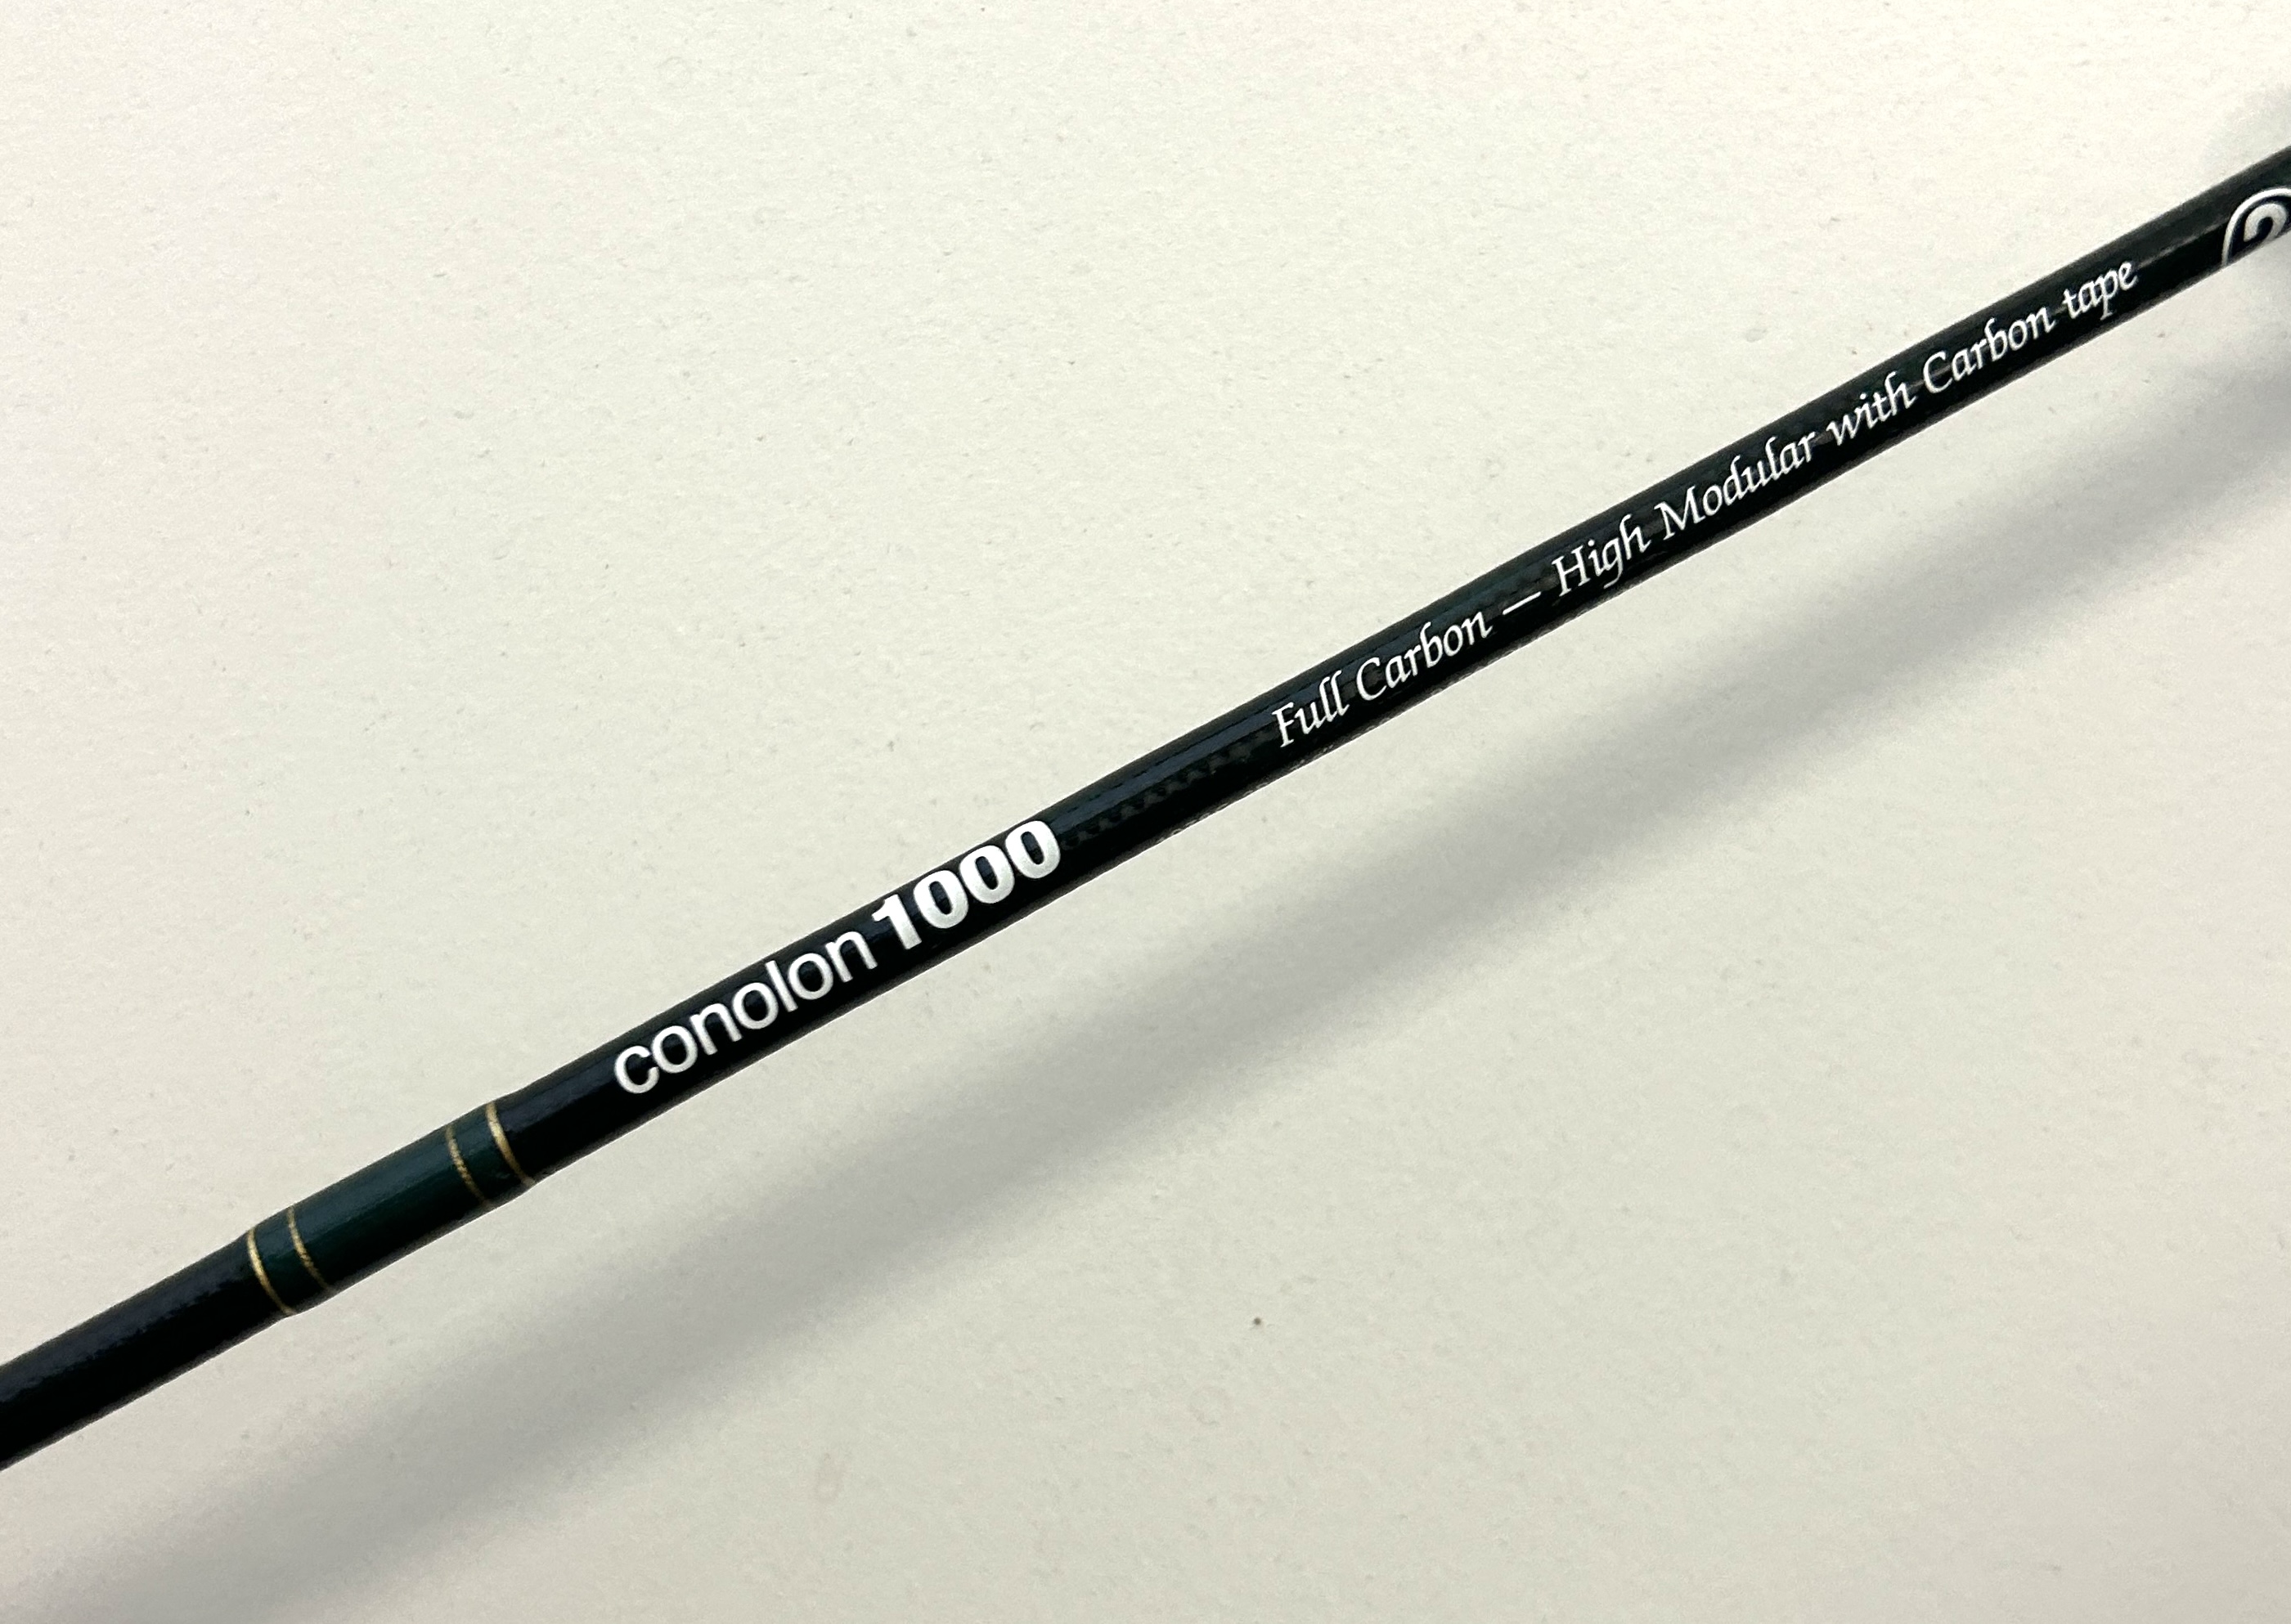 conolon 1000 Full Carbon — High Modular with Carbon tape